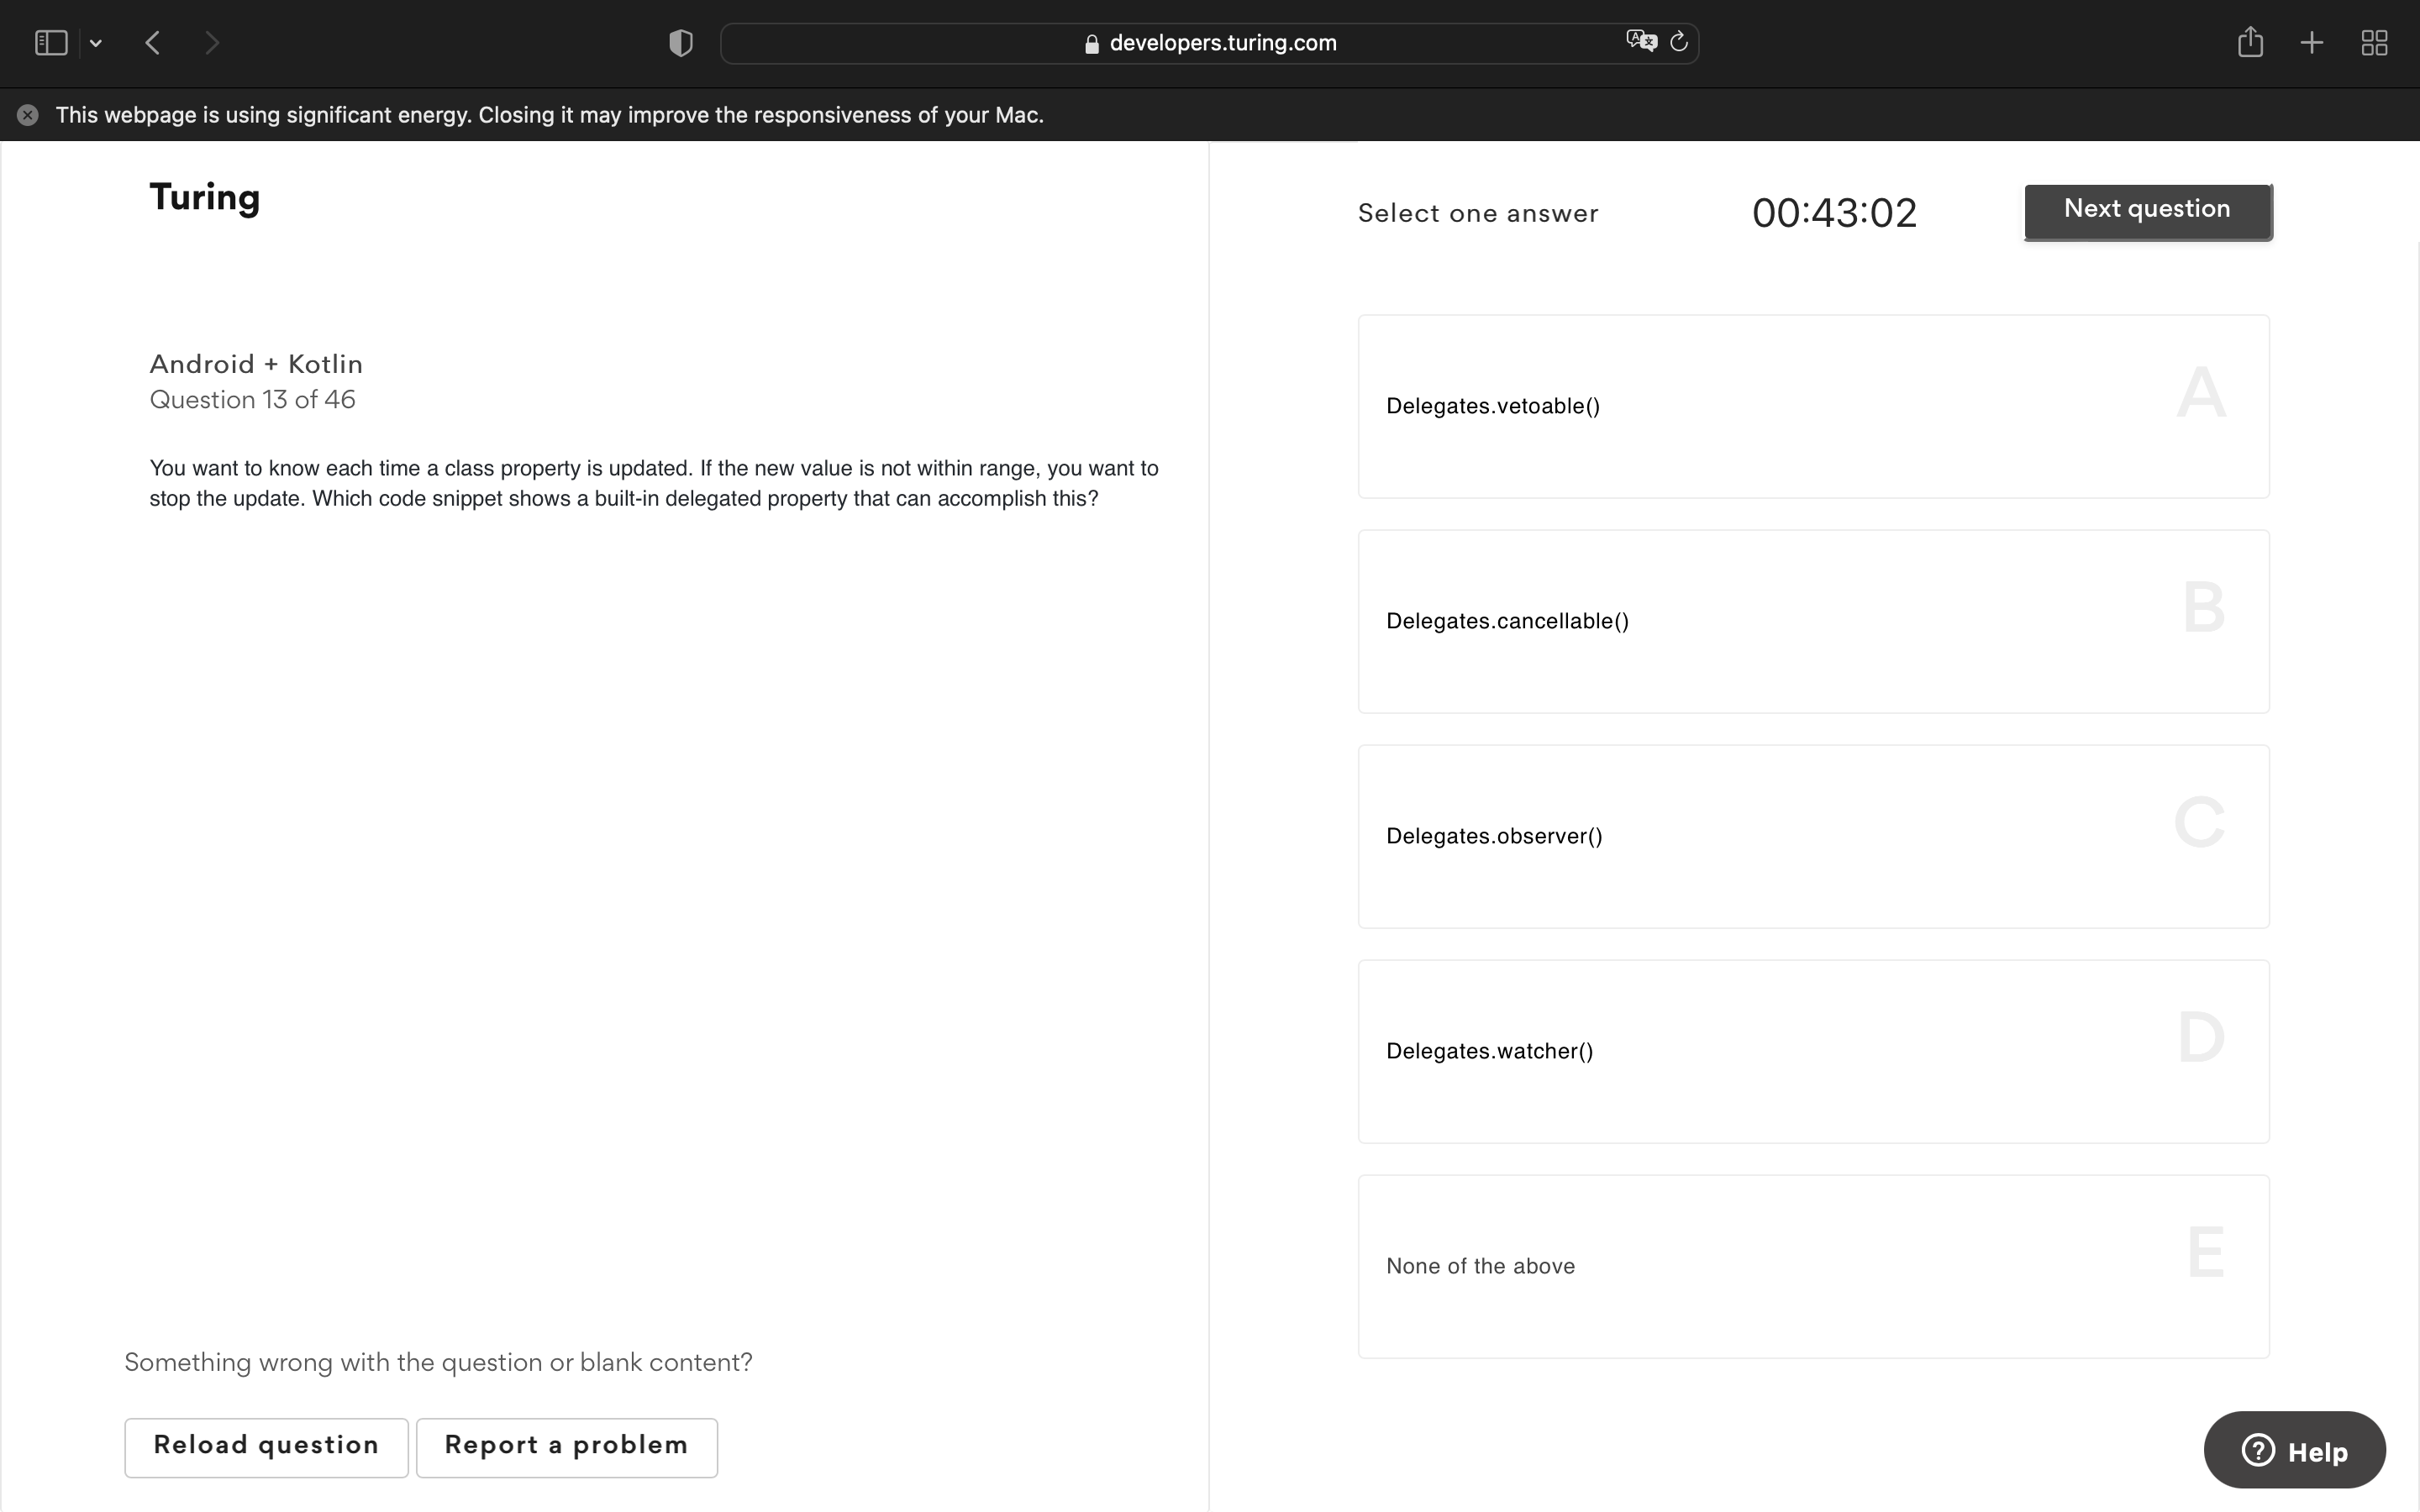 developers.turing.com
This webpage is using significant energy. Closing it may improve the responsiveness of your Mac.
Turing
Android + Kotlin
Question 13 of 46
You want to know each time a class property is updated. If the new value is not within range, you want to
stop the update. Which code snippet shows a built-in delegated property that can accomplish this?
Something wrong with the question or blank content?
Reload question
Report a problem
Select one answer
00:43:02
Next question
Delegates.vetoable()
A
Delegates.cancellable()
B
Delegates.observer()
C
Delegates.watcher()
D
None of the above
E
Help